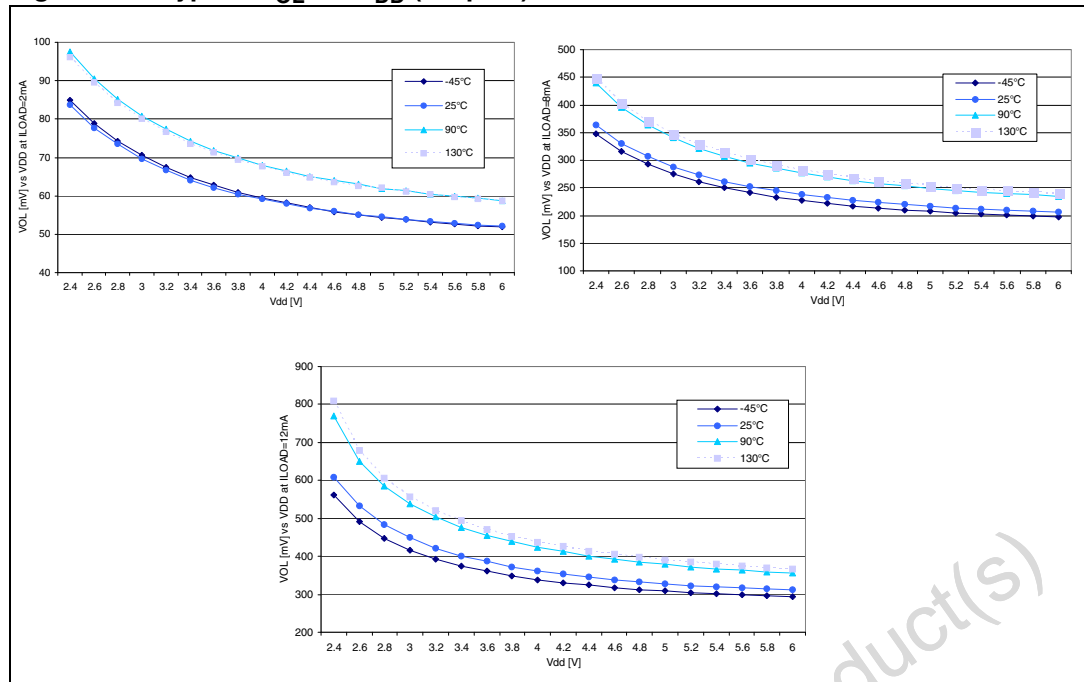 VOL [mV] vs VDD at ILOAD=2mA
100
90
80
70
60
50
40
2.4 2.6 2.8 3 3.2 3.4 3.6 3.8 4 4.2 4.4 4.6 4.8 5 5.2 5.4 5.6 5.8 6
Vdd [V]
-45°C
25°C
90°C
130°C
VOL [mV] vs VDD at ILOAD=8mA
500
450
400
350
300
250
200
150
100
2.4 2.6 2.8 3 3.2 3.4 3.6 3.8 4 4.2 4.4 4.6 4.8 5 5.2 5.4 5.6 5.8 6
Vdd [V]
-45°C
25°C
90°C
130°C
VOL [mV] vs VDD at ILOAD=12mA
900
800
700
600
500
400
300
200
2.4 2.6 2.8 3 3.2 3.4 3.6 3.8 4 4.2 4.4 4.6 4.8 5 5.2 5.4 5.6 5.8 6
Vdd [V]
-45°C
25°C
90°C
130°C
duct(s)